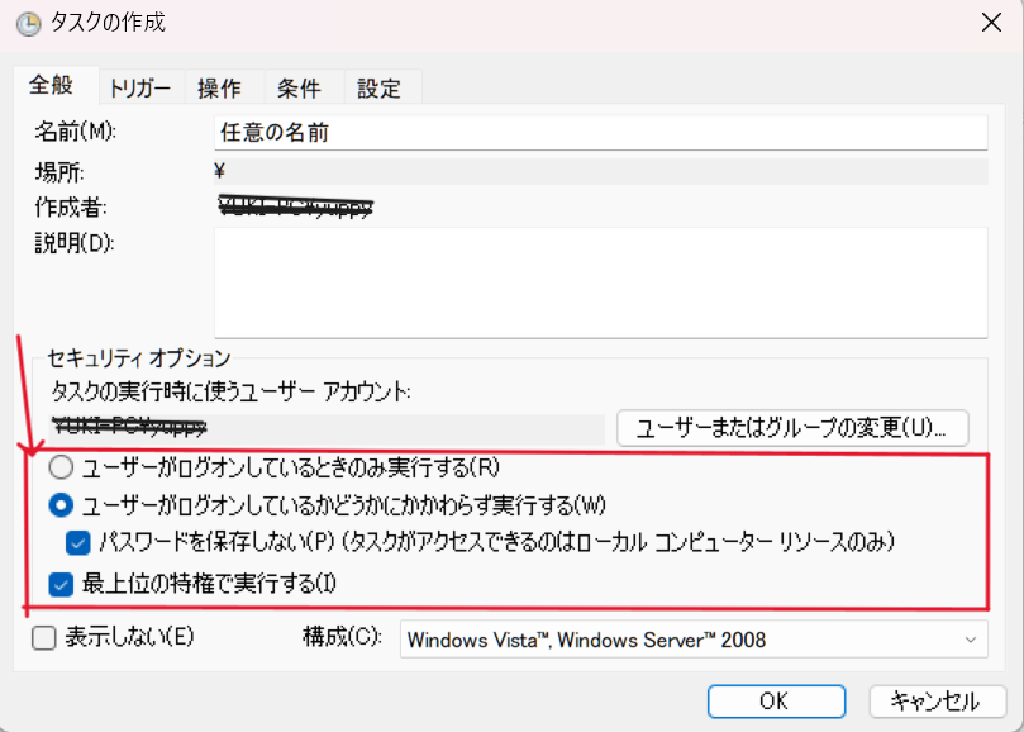 タスクの作成
全般 トリガー 操作 条件 設定
名前(M): 任意の名前
場所: ¥
作成者:
説明(D):
セキュリティ オプション
タスクの実行時に使うユーザー アカウント:
ユーザーまたはグループの変更(U)...
ユーザーがログオンしているときのみ実行する(R)
ユーザーがログオンしているかどうかにかかわらず実行する(W)
パスワードを保存しない(P) (タスクがアクセスできるのはローカル コンピューター リソースのみ)
最上位の特権で実行する(I)
表示しない(E) 構成(C): Windows Vista™, Windows Server™ 2008
OK キャンセル